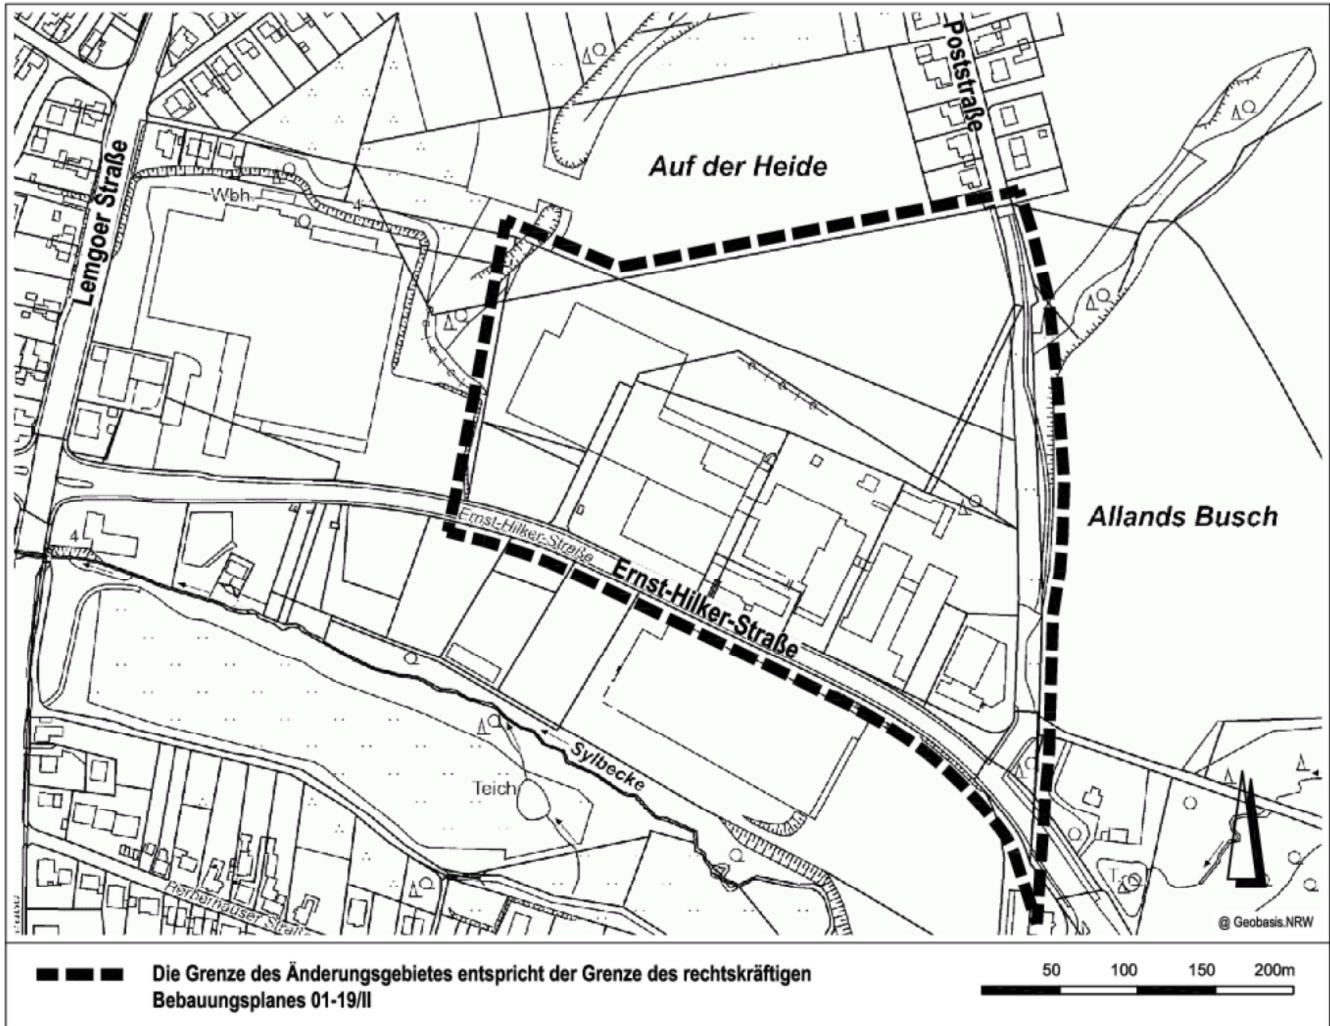 Poststraße
Auf der Heide
Lemgoer Straße
Wbh.
4
Allands Busch
Ernst-Hilker-Straße
Ernst-Hilker-Straße
4
Sylbecke
Teich
@ Geobasis.NRW
Die Grenze des Änderungsgebietes entspricht der Grenze des rechtskräftigen
Bebauungsplanes 01-19/II
50 100 150 200m